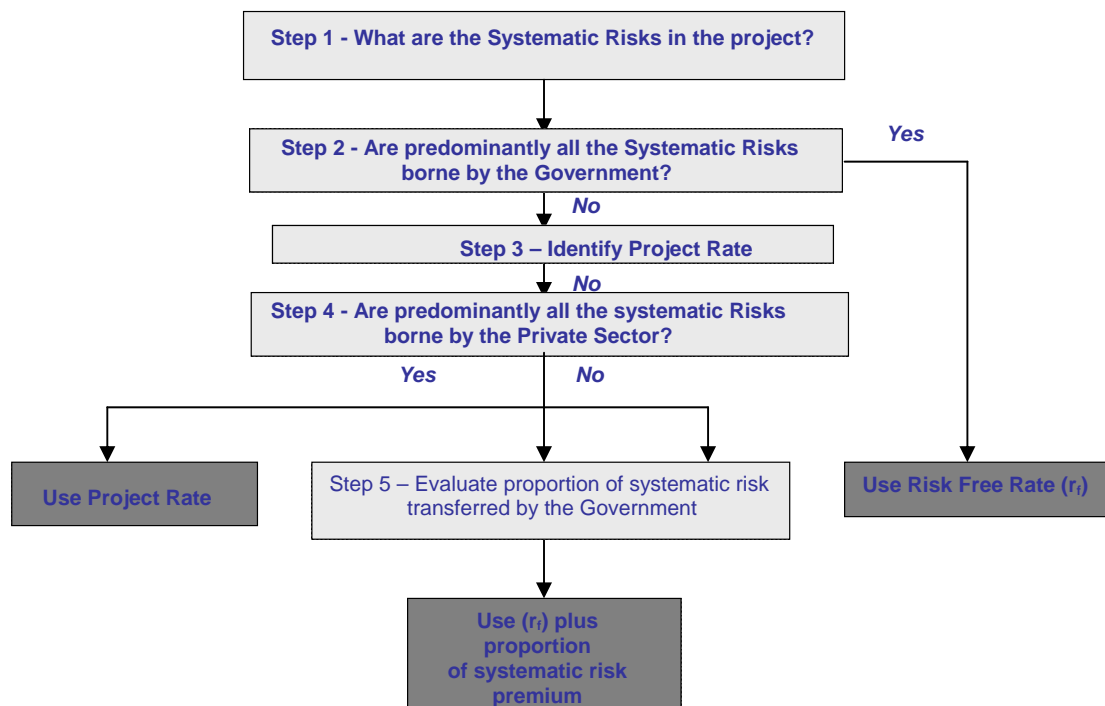 Step 1 - What are the Systematic Risks in the project?
Yes
Step 2 - Are predominantly all the Systematic Risks
borne by the Government?
No
Step 3 – Identify Project Rate
No
Step 4 - Are predominantly all the systematic Risks
borne by the Private Sector?
Yes
No
Use Project Rate
Step 5 – Evaluate proportion of systematic risk
transferred by the Government
Use Risk Free Rate (rf)
Use (rf) plus
proportion
of systematic risk
premium